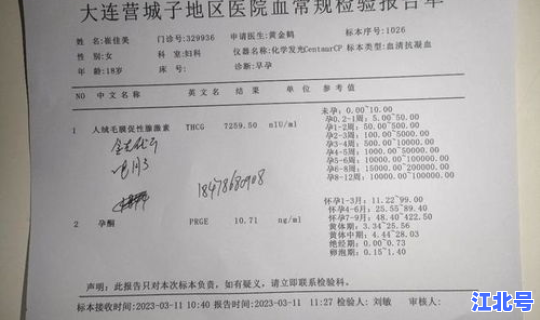 大连营城子地区医院血常规检验报告单
姓名:崔佳美 门诊号:329936 申请医生:黄金鹤 标本序号:1026
性别:女 科室:妇科 仪器名称:化学发光CentaurCP 标本类型:血清抗凝血
年龄:18岁 床号: 诊断:早孕
NO 中文名称 英文名 结果 单位 参考值
1 人绒毛膜促性腺激素 THCG 7259.50 mIU/ml 未孕:0.00~10.00
孕0.2-1周:5.00~50.00
孕1-2周:50.00~500.00
孕2-3周:100.00~5000.00
孕3-4周:500.00~10000.00
孕4-5周:1000.00~50000.00
孕5-6周:10000.00~100000.00
孕6-8周:15000.00~200000.00
孕8-12周:10000.00~100000.00
18478680908
2 孕酮 PRGE 10.71 ng/ml 怀孕1-3月:11.22~99.00
怀孕4-6月:25.55~89.40
怀孕7-9月:48.40~422.50
黄体期:3.34~25.56
黄体中期:4.44~28.03
绝经期:0.00~0.73
卵泡期:0.15~1.40
此报告只对本次标本负责,如有疑义,请立即联系检验科。
标本接收时间:2023-03-11 10:40 报告时间:2023-03-11 11:27 检验人:刘敏 审核人:
江北号